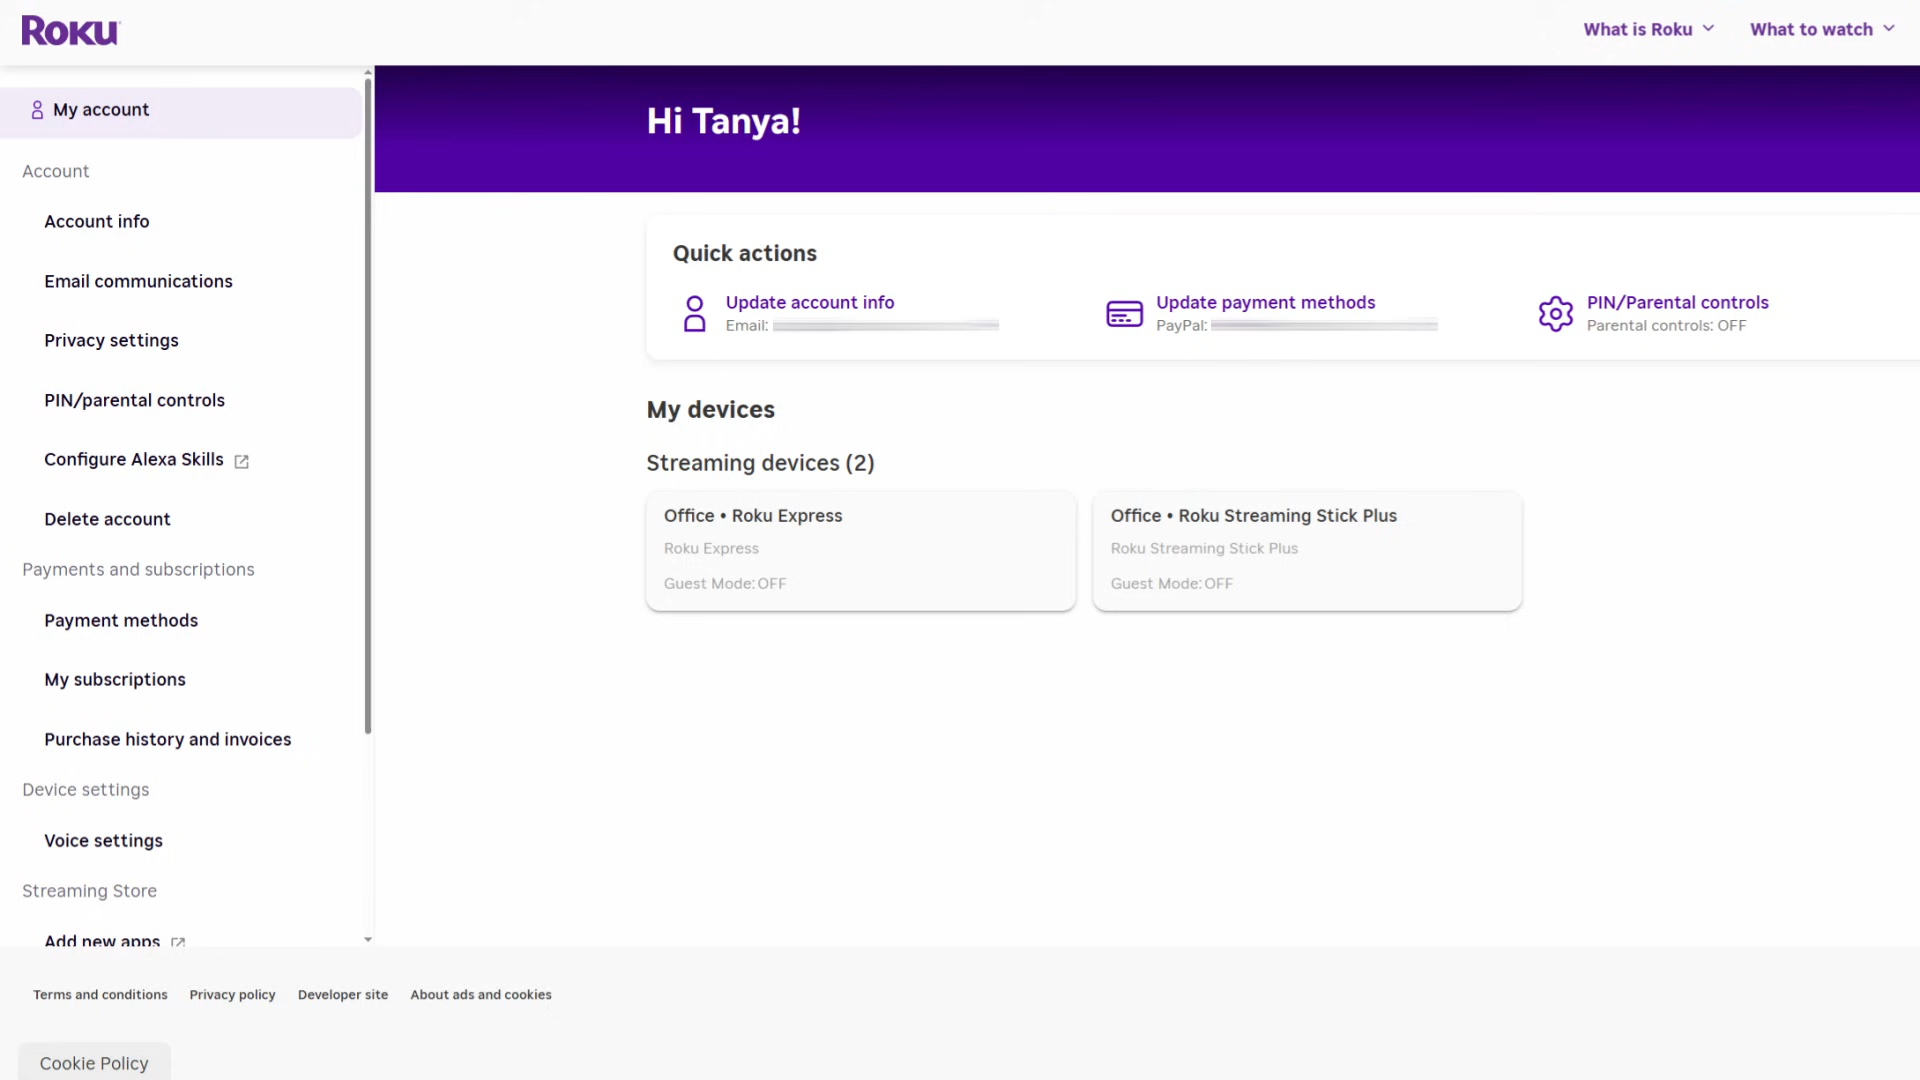 Roku
What is Roku
What to watch
My account
Account
Account info
Email communications
Privacy settings
PIN/parental controls
Configure Alexa Skills
Delete account
Payments and subscriptions
Payment methods
My subscriptions
Purchase history and invoices
Device settings
Voice settings
Streaming Store
Add new apps
Hi Tanya!
Quick actions
Update account info
Email:
Update payment methods
PayPal:
PIN/Parental controls
Parental controls: OFF
My devices
Streaming devices (2)
Office • Roku Express
Roku Express
Guest Mode: OFF
Office • Roku Streaming Stick Plus
Roku Streaming Stick Plus
Guest Mode: OFF
Terms and conditions
Privacy policy
Developer site
About ads and cookies
Cookie Policy